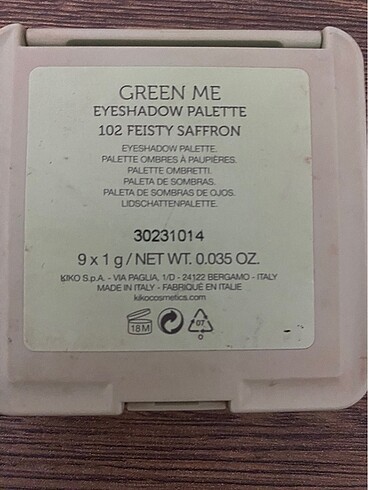 GREEN ME
EYESHADOW PALETTE
102 FEISTY SAFFRON
EYESHADOW PALETTE.
PALETTE OMBRES À PAUPIÈRES.
PALETTE OMBRETTI.
PALETA DE SOMBRAS.
PALETA DE SOMBRAS DE OJOS.
LIDSCHATTENPALETTE.
30231014
9 x 1 g / NET WT. 0.035 OZ.
KIKO S.p.A. - VIA PAGLIA, 1/D - 24122 BERGAMO - ITALY
MADE IN ITALY - FABRIQUÉ EN ITALIE
kikocosmetics.com
18 M
07
O